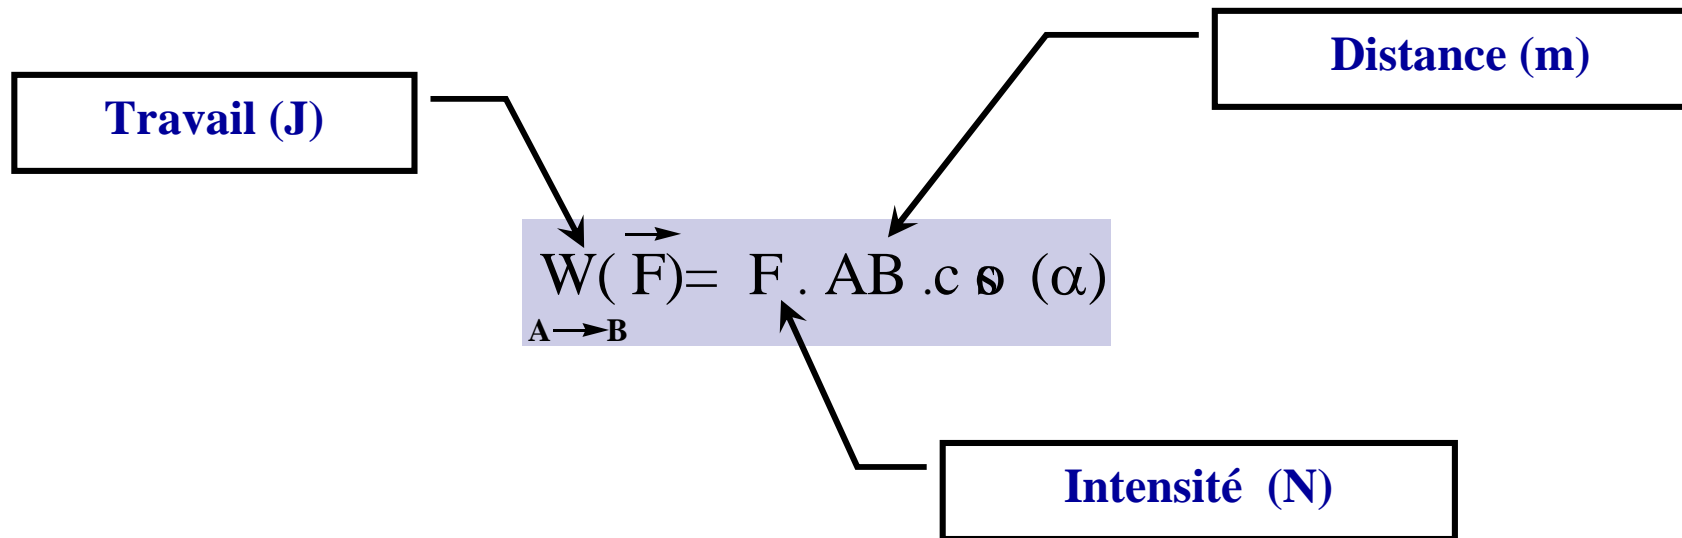 Distance (m)
Travail (J)
W( F)= F . AB .cos (α)
A→B
Intensité (N)